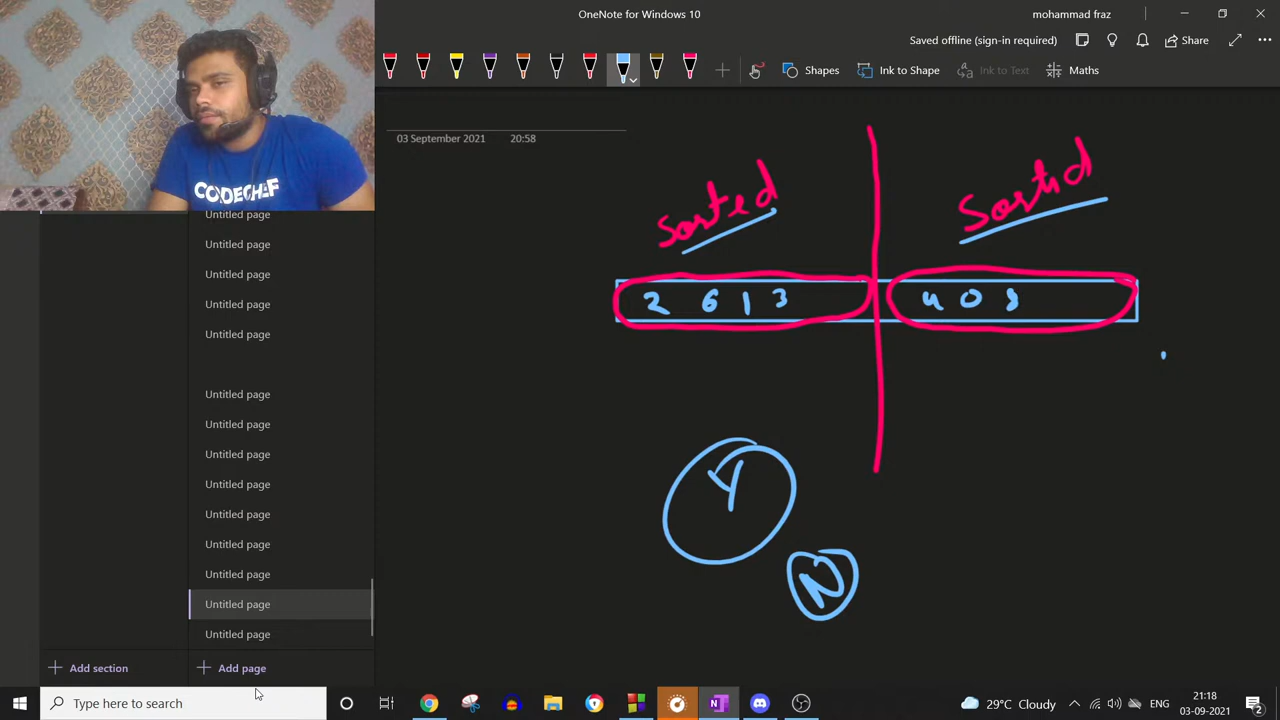 OneNote for Windows 10
mohammad fraz
Saved offline (sign-in required)
Share
Shapes
Ink to Shape
Ink to Text
Maths
03 September 2021 20:58
CODECHEF
Sorted
Sorted
2 6 1 3
4 0 8
Y
N
Untitled page
Untitled page
Untitled page
Untitled page
Untitled page
Untitled page
Untitled page
Untitled page
Untitled page
Untitled page
Untitled page
Untitled page
Untitled page
Untitled page
Add section
Add page
Type here to search
29°C Cloudy
ENG
21:18
03-09-2021
2